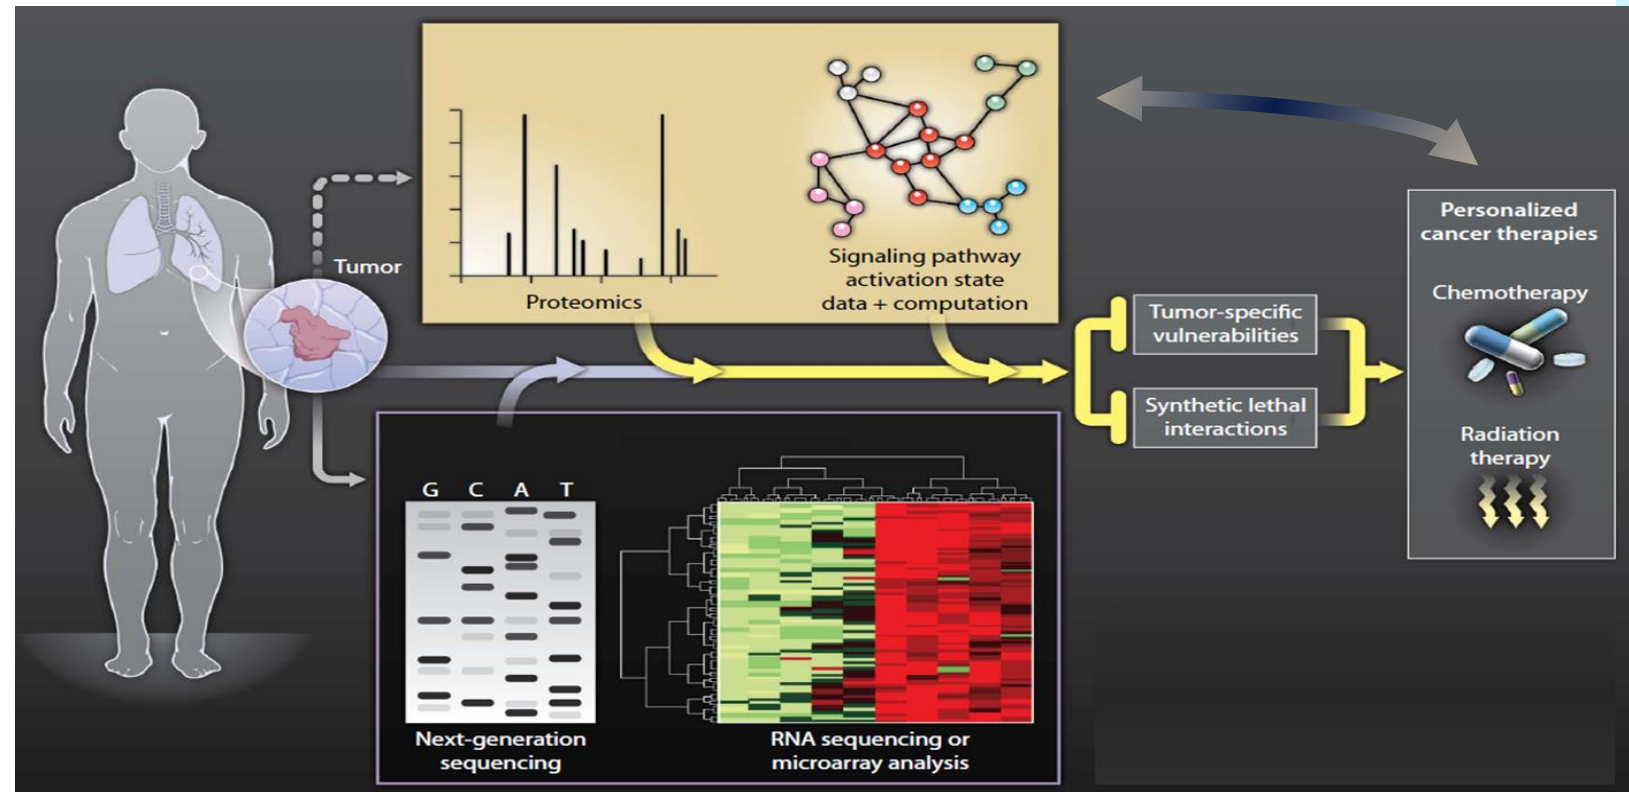 Tumor
Proteomics
Signaling pathway
activation state
data + computation
G C A T
Next-generation
sequencing
RNA sequencing or
microarray analysis
Tumor-specific
vulnerabilities
Synthetic lethal
interactions
Personalized
cancer therapies
Chemotherapy
Radiation
therapy